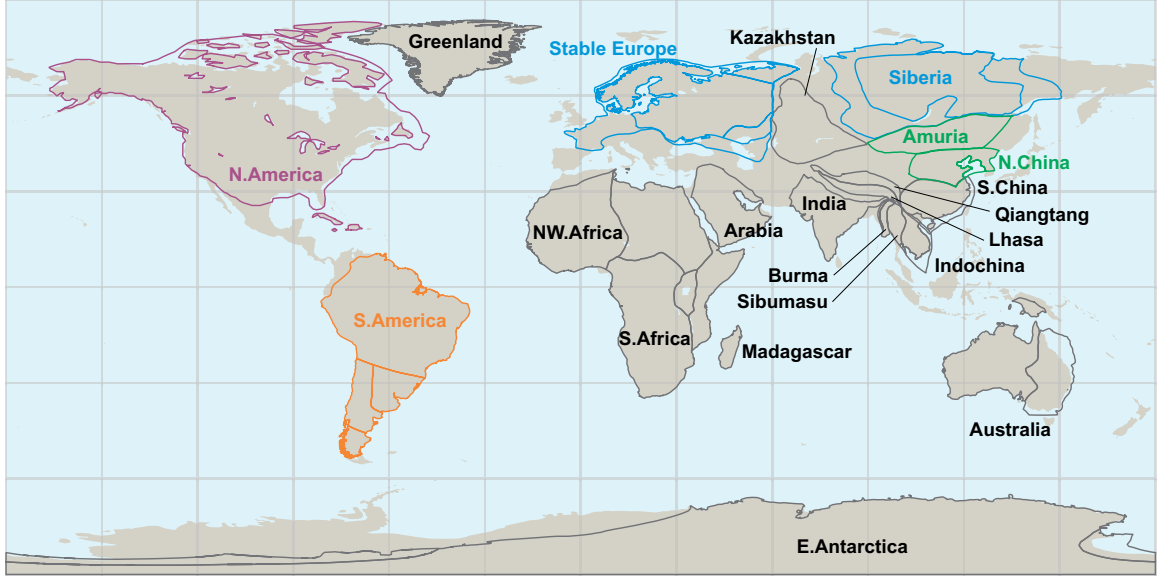 Greenland
Stable Europe
Kazakhstan
Siberia
Amuria
N.America
N.China
S.China
India
Qiangtang
NW.Africa
Arabia
Lhasa
Burma
Indochina
Sibumasu
S.America
S.Africa
Madagascar
Australia
E.Antarctica